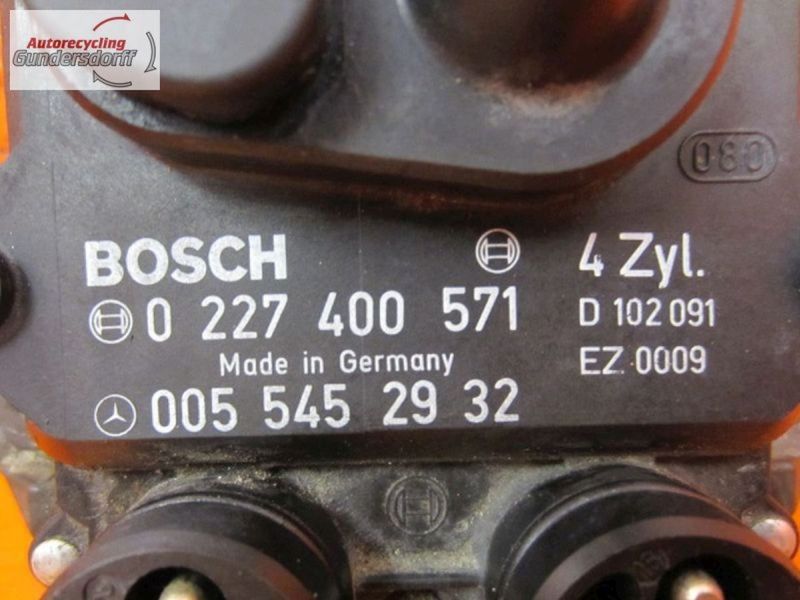 Autorecycling
Gundersdorff
080
BOSCH
4 Zyl.
0 227 400 571
D 102 091
Made in Germany
EZ 0009
005 545 29 32